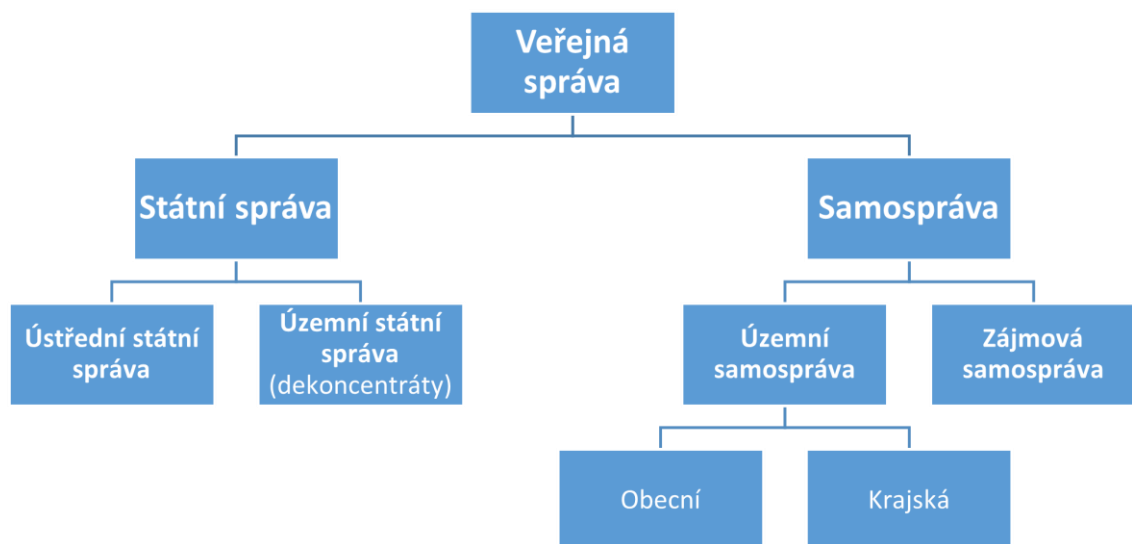 Veřejná
správa
Státní správa
Samospráva
Ústřední státní
správa
Územní státní
správa
(dekoncentráty)
Územní
samospráva
Zájmová
samospráva
Obecní
Krajská